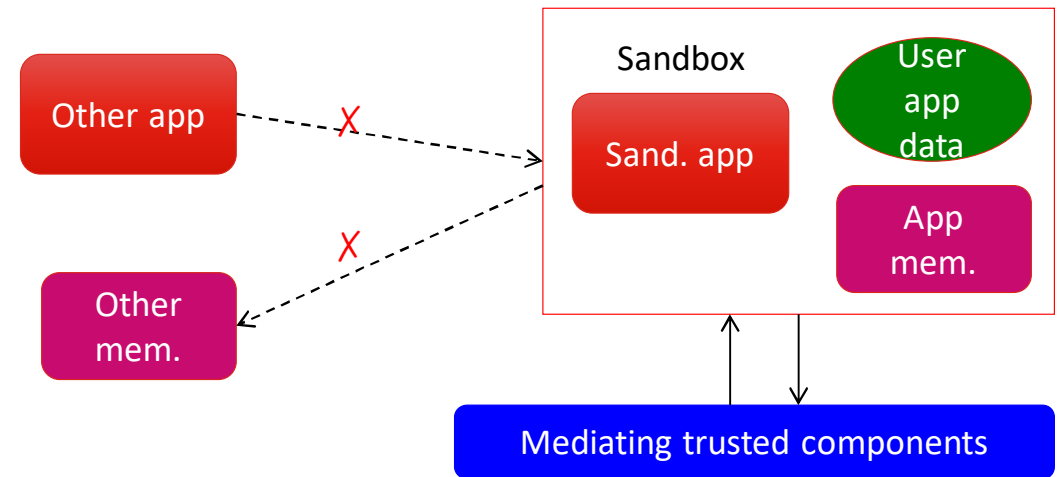 Sandbox
Other app
Sand. app
User
app
data
App
mem.
Other
mem.
X
X
Mediating trusted components